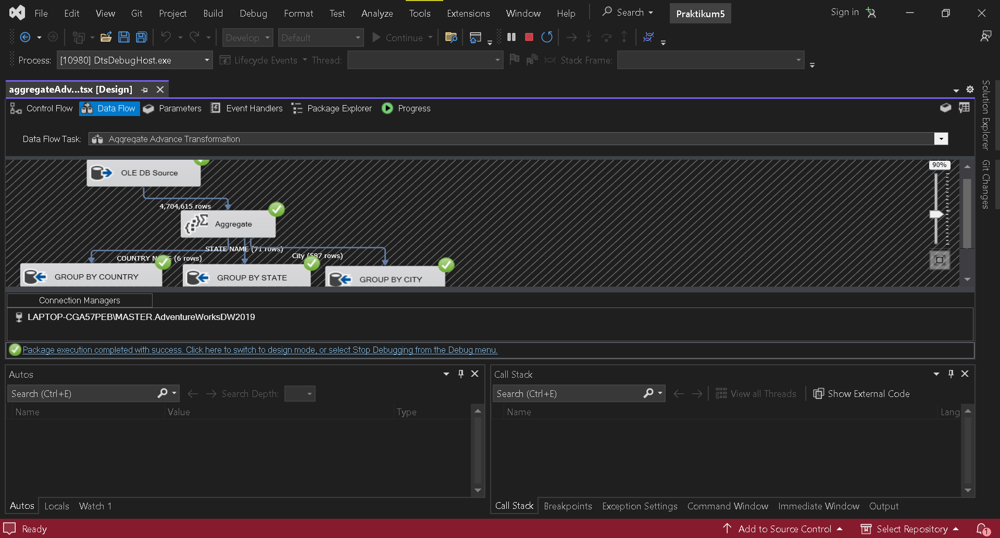 File Edit View Git Project Build Debug Format Test Analyze Tools Extensions Window Help Search Praktikum5 Sign in
Develop Default Continue
Process: [10980] DtsDebugHost.exe Lifecycle Events Thread: Stack Frame:
aggregateAdv...tsx [Design]
Control Flow Data Flow Parameters Event Handlers Package Explorer Progress
Data Flow Task: Aggregate Advance Transformation
90%
OLE DB Source
4,704,615 rows
Aggregate
STATE NAME (71 rows)
COUNTRY (6 rows)
City (587 rows)
GROUP BY COUNTRY
GROUP BY STATE
GROUP BY CITY
Connection Managers
LAPTOP-CGA57PEB\MASTER.AdventureWorksDW2019
Package execution completed with success. Click here to switch to design mode, or select Stop Debugging from the Debug menu.
Solution Explorer
Git Changes
Autos
Search (Ctrl+E) Search Depth:
Name Value Type
Autos Locals Watch 1
Call Stack
Search (Ctrl+E) View all Threads Show External Code
Name Lang
Call Stack Breakpoints Exception Settings Command Window Immediate Window Output
Ready Add to Source Control Select Repository 1